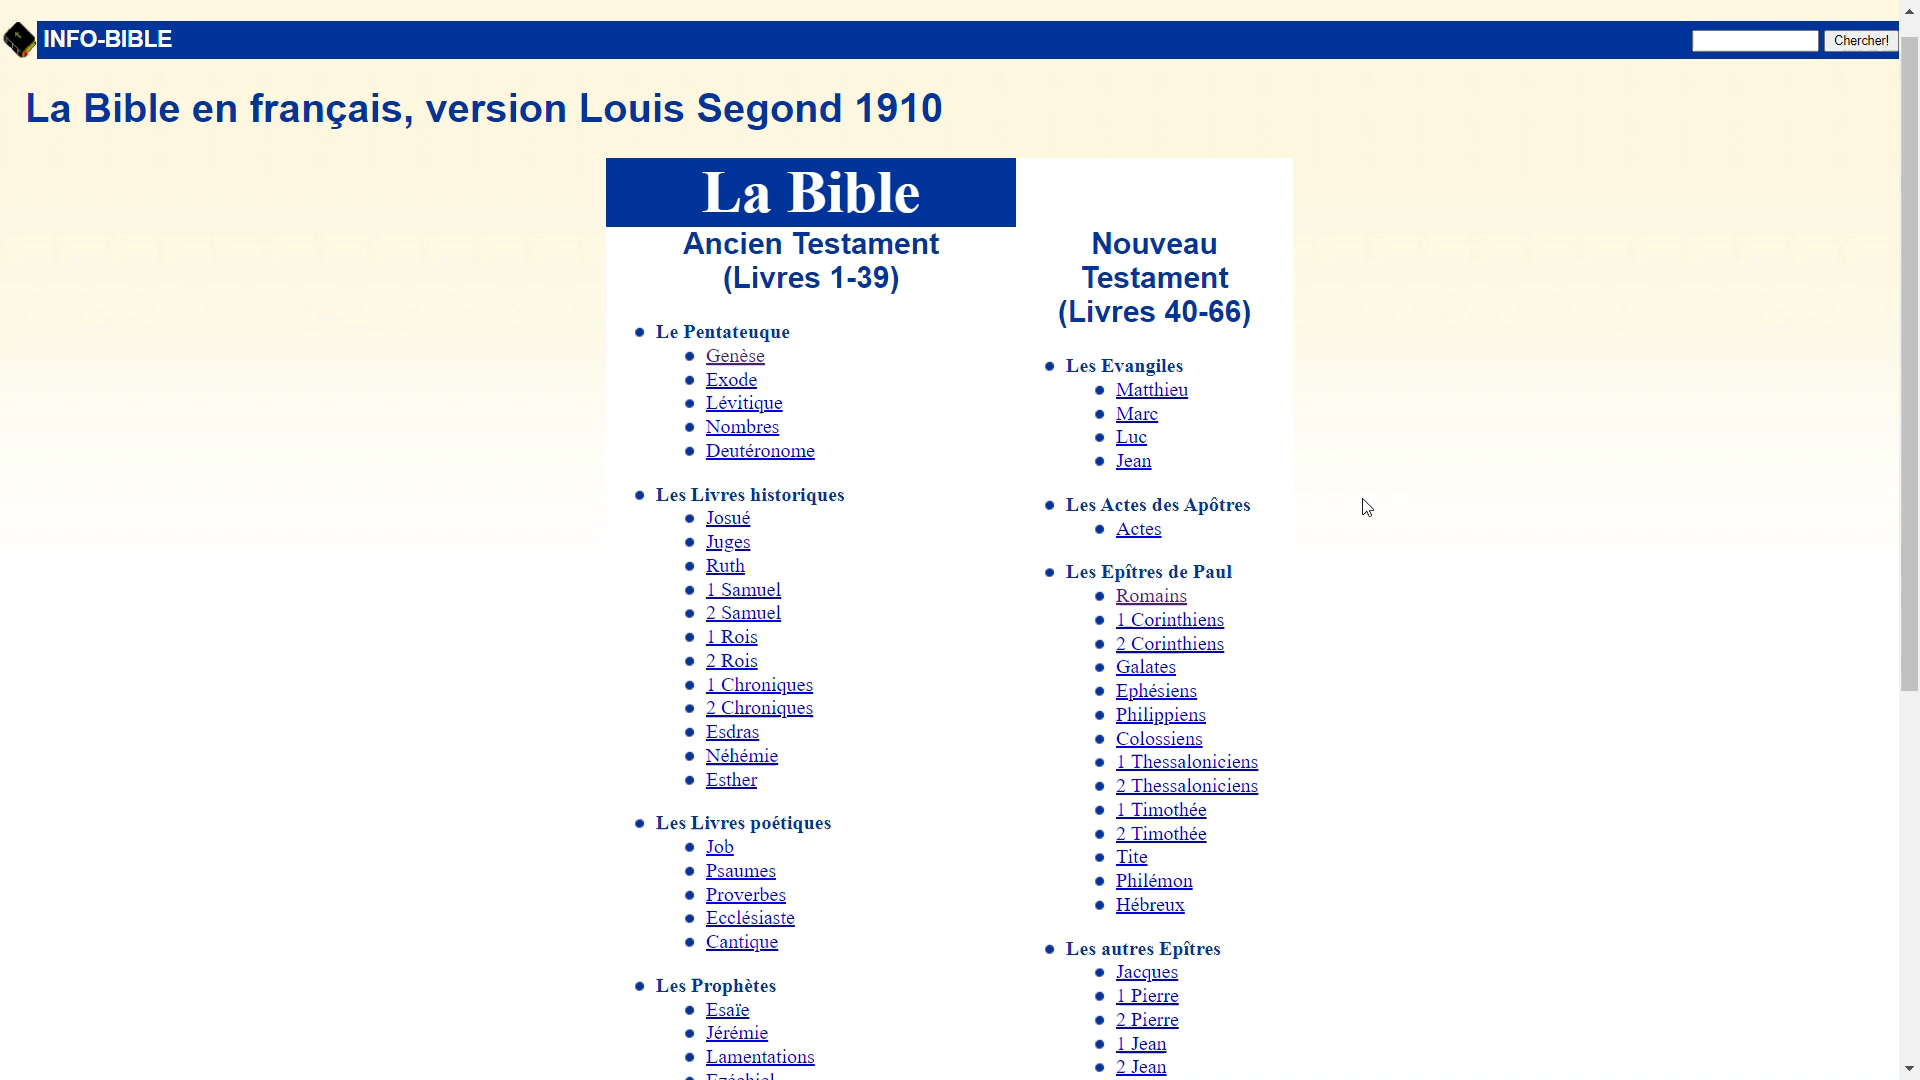 INFO-BIBLE
Chercher!
La Bible en français, version Louis Segond 1910
La Bible
Ancien Testament
(Livres 1-39)
Le Pentateuque
Genèse
Exode
Lévitique
Nombres
Deutéronome
Les Livres historiques
Josué
Juges
Ruth
1 Samuel
2 Samuel
1 Rois
2 Rois
1 Chroniques
2 Chroniques
Esdras
Néhémie
Esther
Les Livres poétiques
Job
Psaumes
Proverbes
Ecclésiaste
Cantique
Les Prophètes
Esaïe
Jérémie
Lamentations
Nouveau
Testament
(Livres 40-66)
Les Evangiles
Matthieu
Marc
Luc
Jean
Les Actes des Apôtres
Actes
Les Epîtres de Paul
Romains
1 Corinthiens
2 Corinthiens
Galates
Ephésiens
Philippiens
Colossiens
1 Thessaloniciens
2 Thessaloniciens
1 Timothée
2 Timothée
Tite
Philémon
Hébreux
Les autres Epîtres
Jacques
1 Pierre
2 Pierre
1 Jean
2 Jean